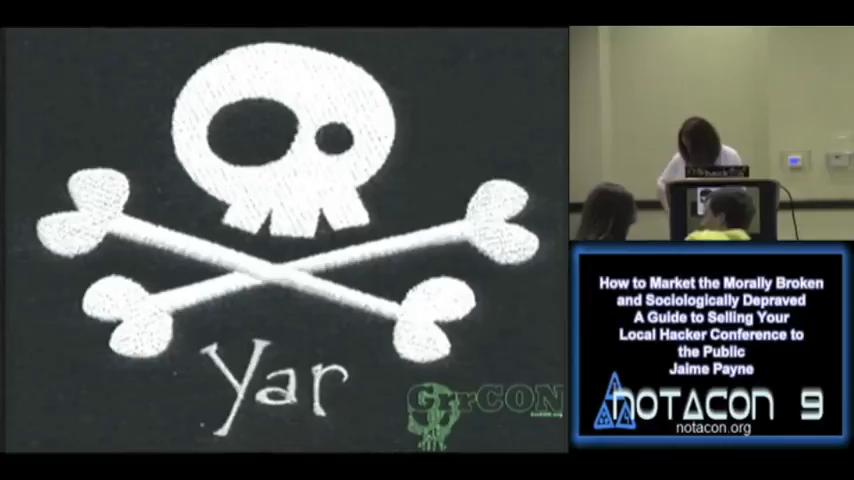 Yar
GrrCON
How to Market the Morally Broken
and Sociologically Depraved
A Guide to Selling Your
Local Hacker Conference to
the Public
Jaime Payne
NOTACON 9
notacon.org